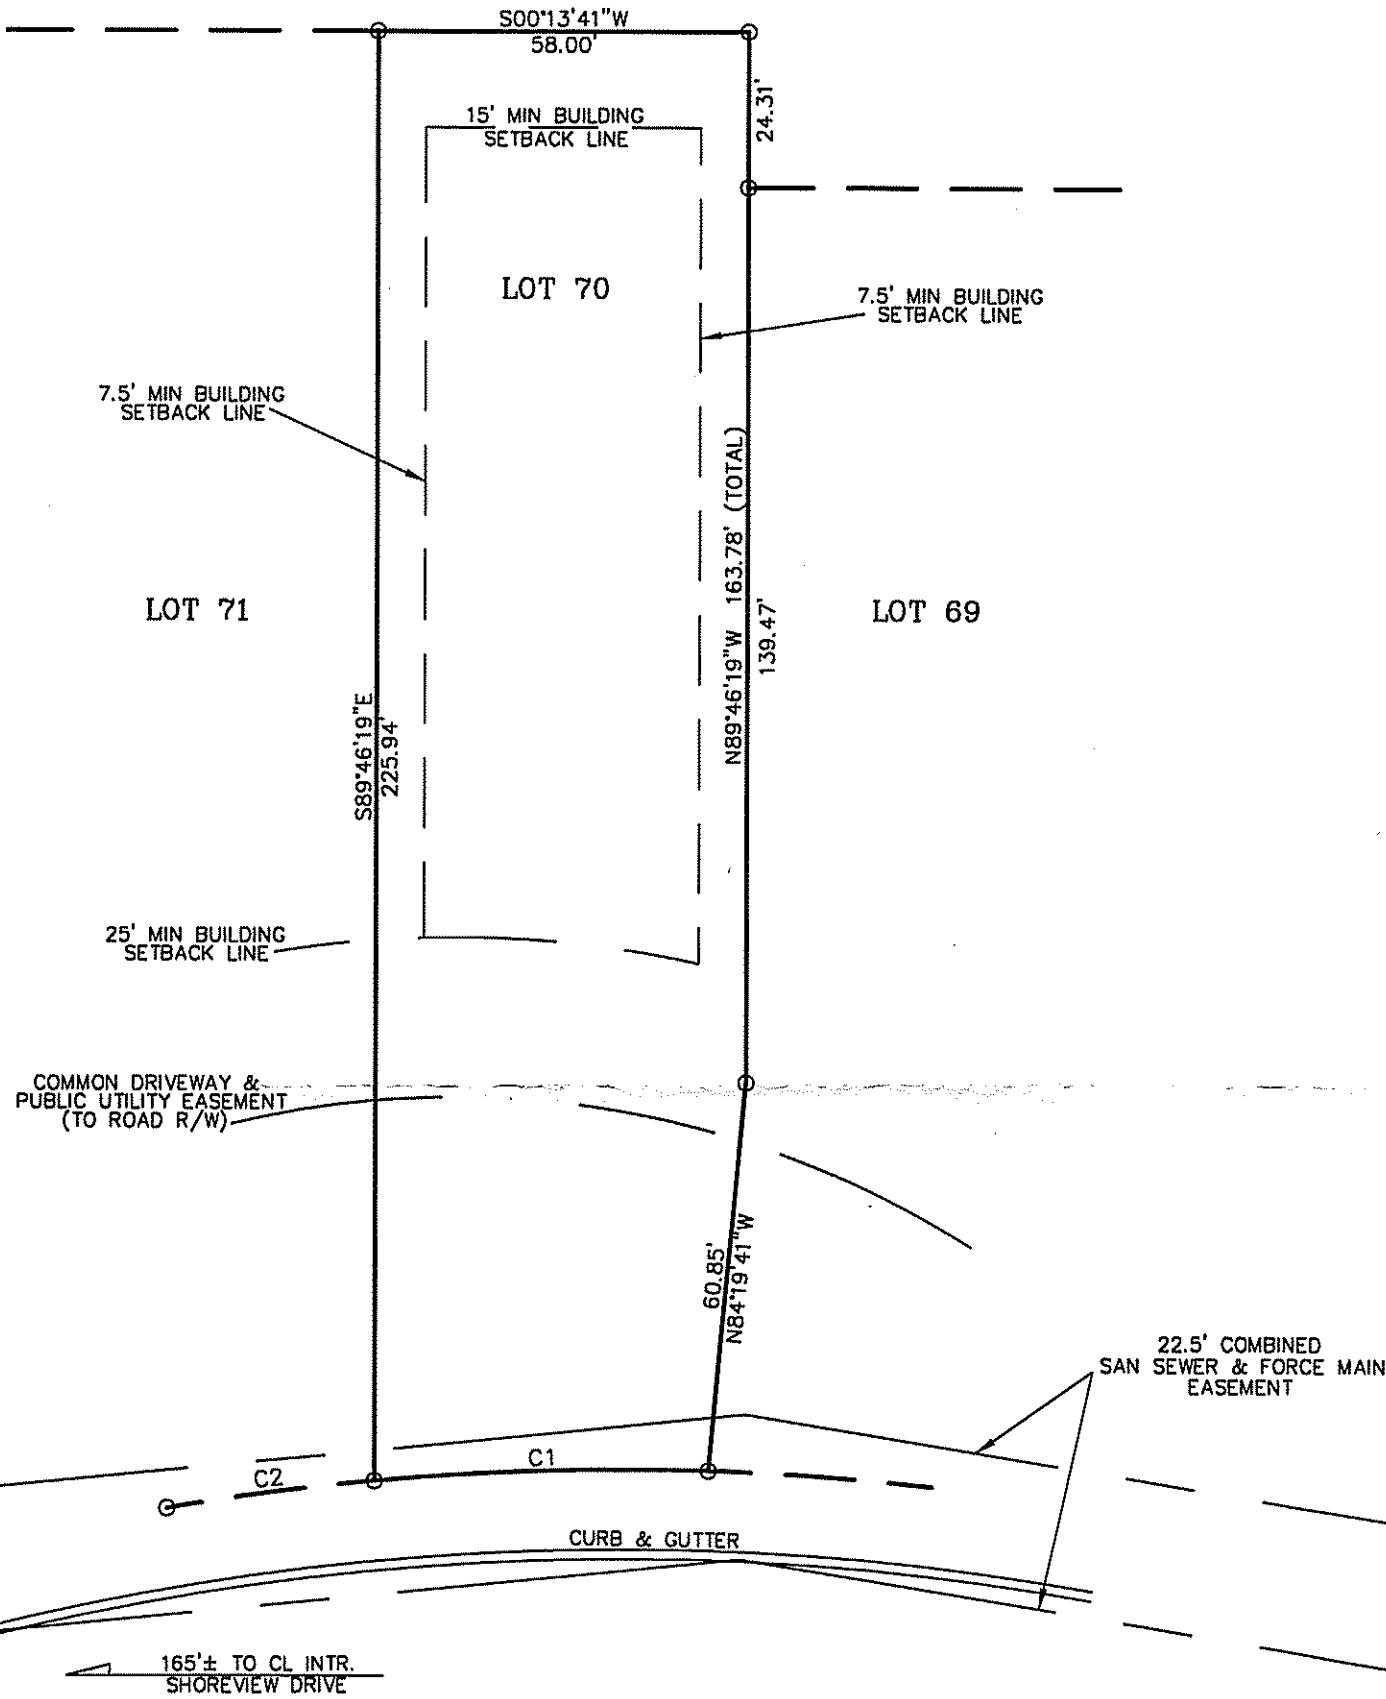 S00°13'41"W
58.00'
24.31'
15' MIN BUILDING
SETBACK LINE
LOT 70
7.5' MIN BUILDING
SETBACK LINE
7.5' MIN BUILDING
SETBACK LINE
N89°46'19"W 163.78' (TOTAL)
139.47'
LOT 71
LOT 69
S89°46'19"E
225.94'
25' MIN BUILDING
SETBACK LINE
COMMON DRIVEWAY &
PUBLIC UTILITY EASEMENT
(TO ROAD R/W)
60.85'
N84°19'41"W
22.5' COMBINED
SAN SEWER & FORCE MAIN
EASEMENT
C1
C2
CURB & GUTTER
165'± TO CL INTR.
SHOREVIEW DRIVE